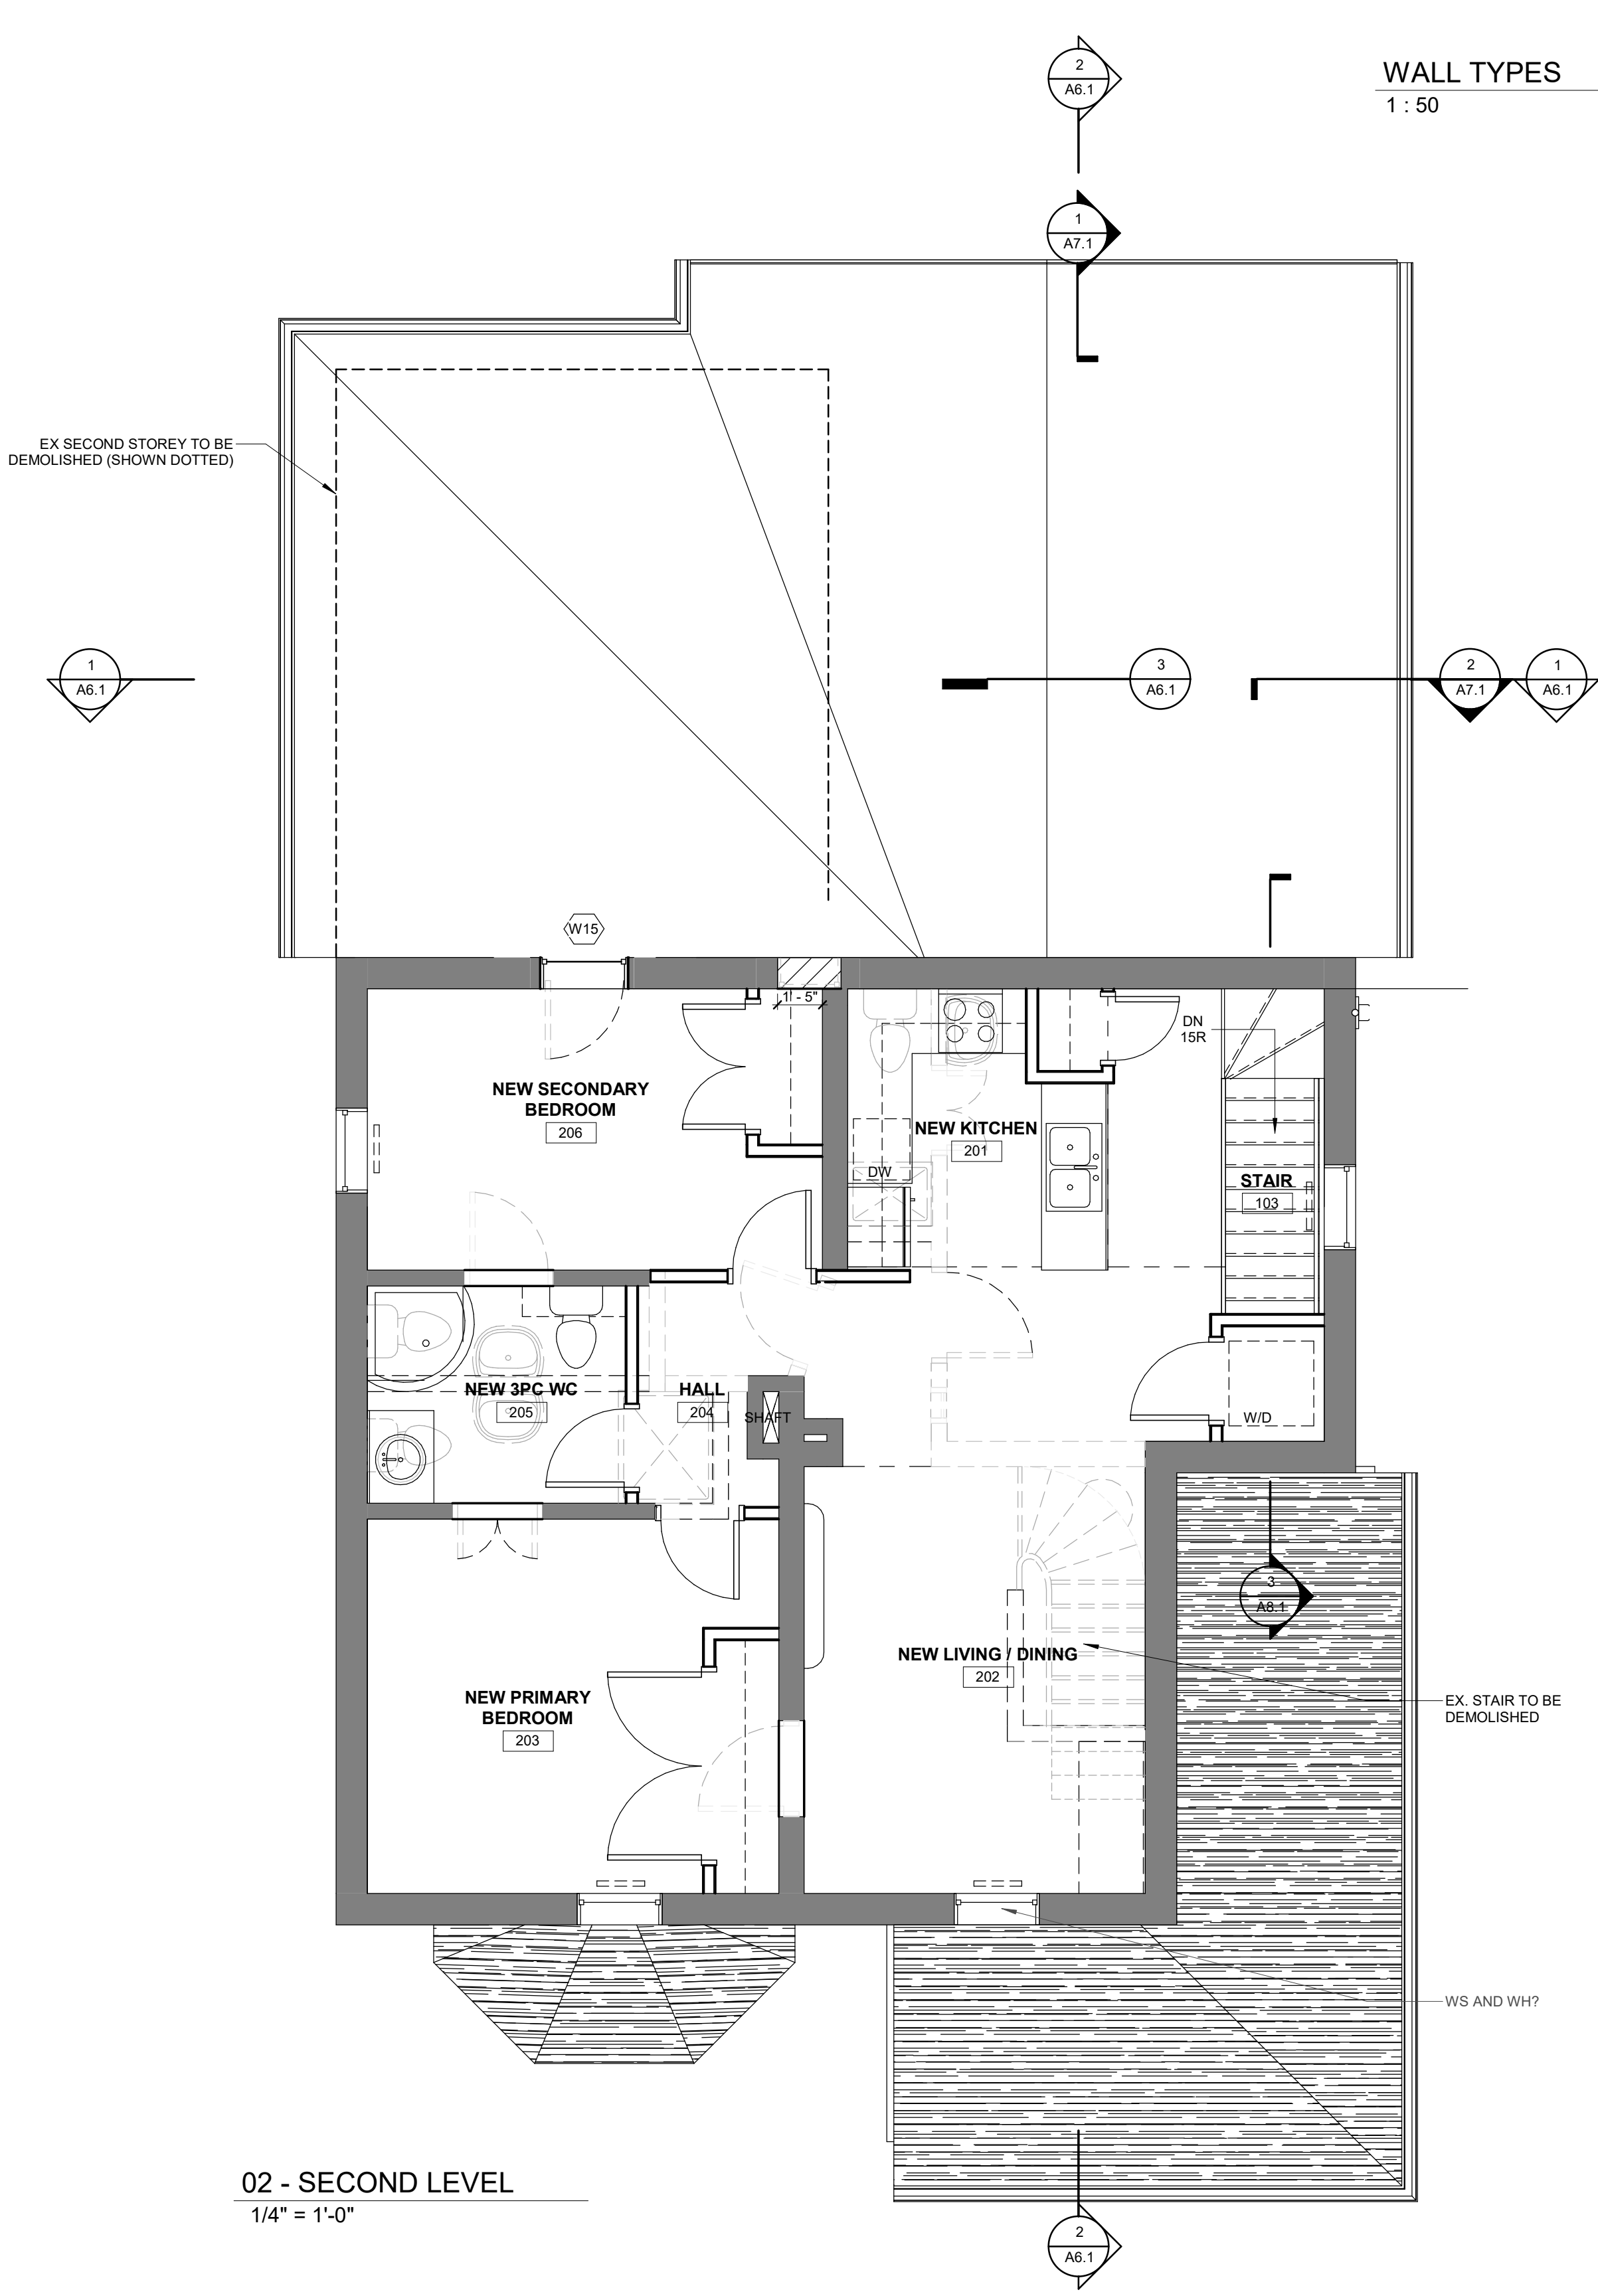 2
A6.1
WALL TYPES
1 : 50
1
A7.1
EX SECOND STOREY TO BE
DEMOLISHED (SHOWN DOTTED)
1
A6.1
3
A6.1
2
A7.1
1
A6.1
W15
1' - 5"
DN
15R
NEW SECONDARY
BEDROOM
206
NEW KITCHEN
201
DW
STAIR
103
NEW 3PC WC
205
HALL
204
SHAFT
W/D
3
A8.1
NEW LIVING / DINING
202
NEW PRIMARY
BEDROOM
203
EX. STAIR TO BE
DEMOLISHED
WS AND WH?
02 - SECOND LEVEL
1/4" = 1'-0"
2
A6.1